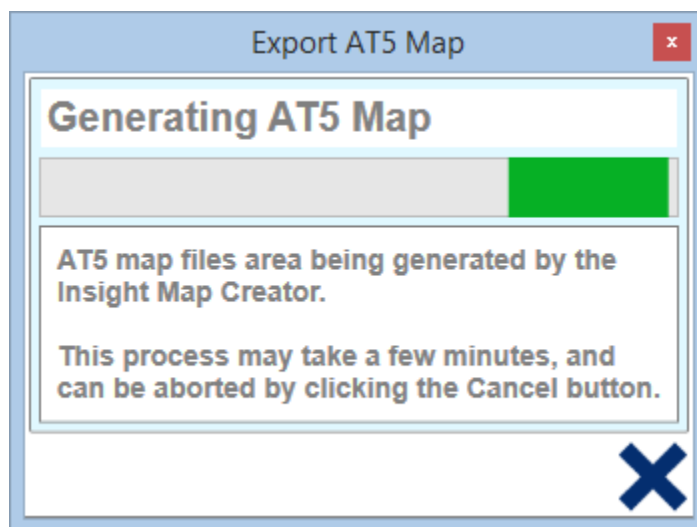 Export AT5 Map
x
Generating AT5 Map
AT5 map files area being generated by the
Insight Map Creator.
This process may take a few minutes, and
can be aborted by clicking the Cancel button.